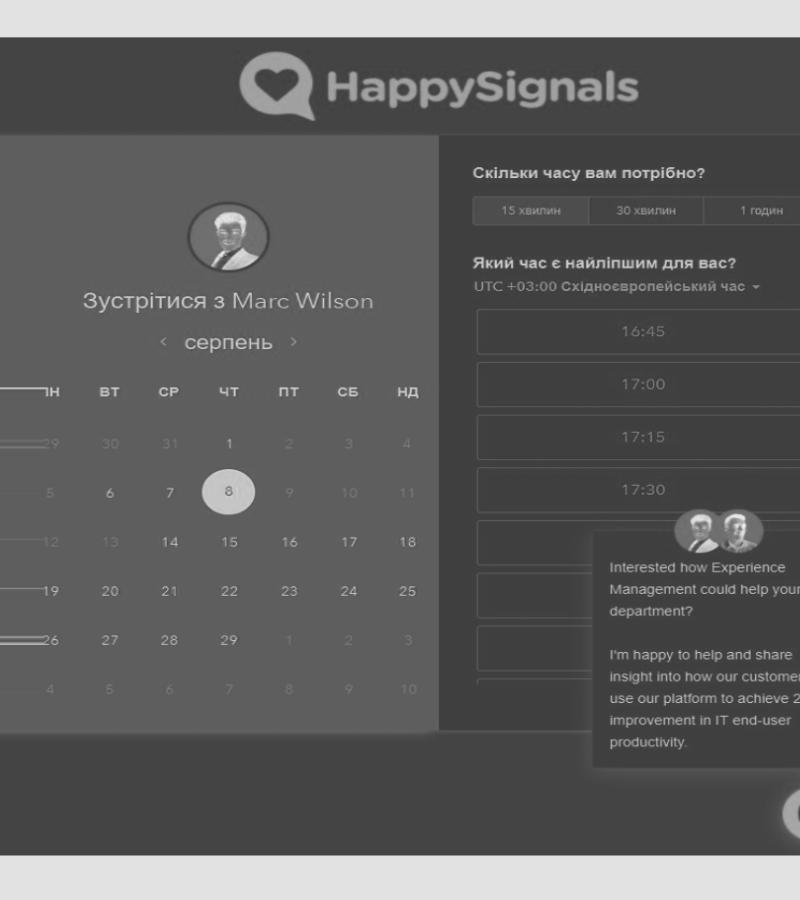 HappySignals
Зустрітися з Marc Wilson
серпень
ПН ВТ СР ЧТ ПТ СБ НД
29 30 31 1 2 3 4
5 6 7 8 9 10 11
12 13 14 15 16 17 18
19 20 21 22 23 24 25
26 27 28 29 1 2 3
4 5 6 7 8 9 10
Скільки часу вам потрібно?
15 хвилин 30 хвилин 1 годин
Який час є найліпшим для вас?
UTC +03:00 Східноєвропейський час
16:45
17:00
17:15
17:30
Interested how Experience
Management could help your
department?
I'm happy to help and share
insight into how our customer
use our platform to achieve 2
improvement in IT end-user
productivity.